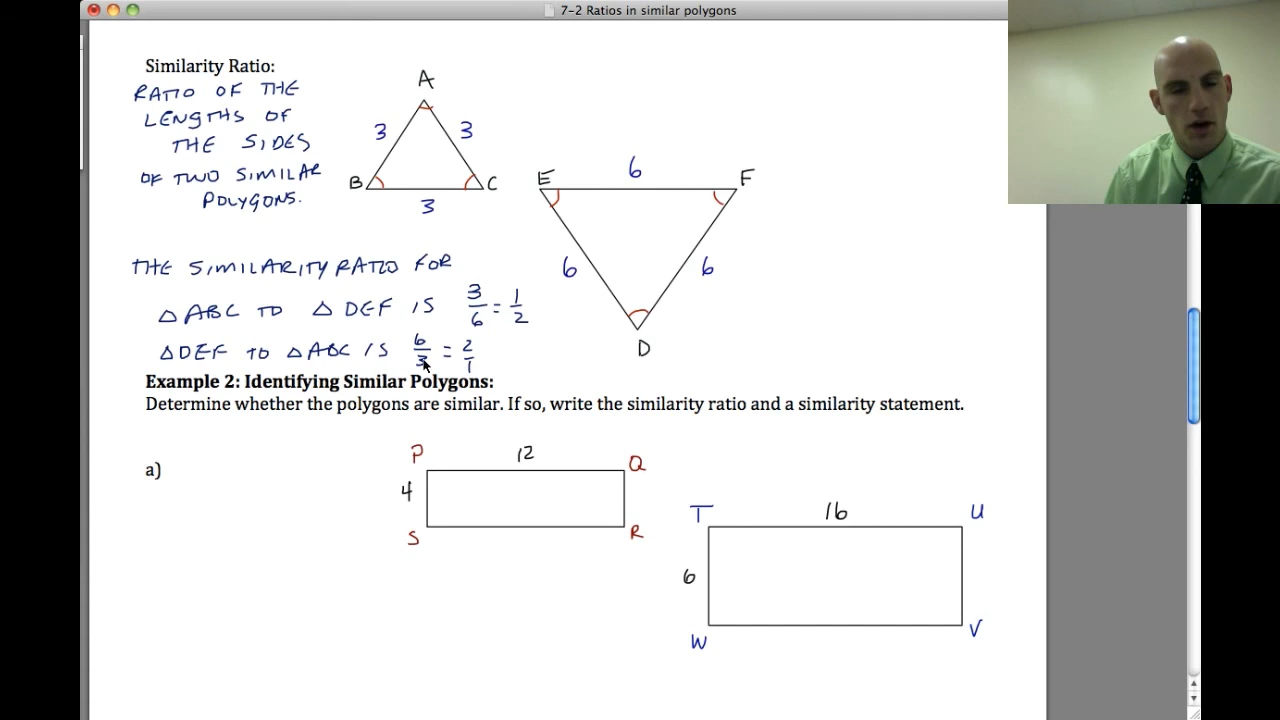 7-2 Ratios in similar polygons
Similarity Ratio:
RATIO OF THE
LENGTHS OF
THE SIDES
OF TWO SIMILAR
POLYGONS.
A
3
3
B
C
3
E
6
F
6
6
D
THE SIMILARITY RATIO FOR
△ABC TO △DEF IS 3/6 = 1/2
△DEF TO △ABC IS 6/3 = 2/1
Example 2: Identifying Similar Polygons:
Determine whether the polygons are similar. If so, write the similarity ratio and a similarity statement.
a)
P
12
Q
4
S
R
T
16
U
6
W
V